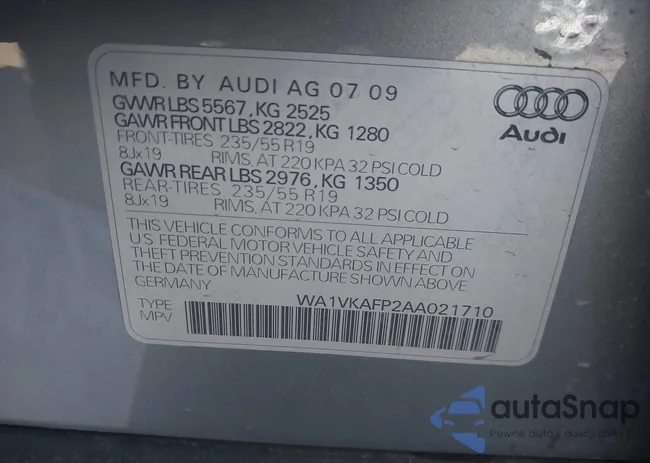 MFD. BY AUDI AG 07 09
GVWR LBS 5567, KG 2525
GAWR FRONT LBS 2822, KG 1280
FRONT-TIRES 235/55 R19
8Jx19 RIMS, AT 220 KPA 32 PSI COLD
GAWR REAR LBS 2976, KG 1350
REAR-TIRES 235/55 R19
8Jx19 RIMS, AT 220 KPA 32 PSI COLD
THIS VEHICLE CONFORMS TO ALL APPLICABLE
U.S. FEDERAL MOTOR VEHICLE SAFETY AND
THEFT PREVENTION STANDARDS IN EFFECT ON
THE DATE OF MANUFACTURE SHOWN ABOVE
GERMANY
WA1VKAFP2AA021710
TYPE
MPV
Audi
autaSnap
Pewne auto z aukcji USA